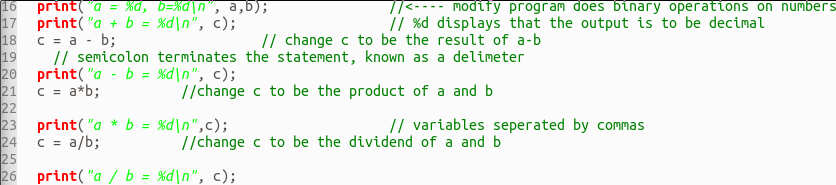 16 print("a = %d, b=%d\n", a,b); //<---- modify program does binary operations on numbers
17 print("a + b = %d\n", c); // %d displays that the output is to be decimal
18 c = a - b; // change c to be the result of a-b
19 // semicolon terminates the statement, known as a delimeter
20 print("a - b = %d\n", c);
21 c = a*b; //change c to be the product of a and b
22
23 print("a * b = %d\n",c); // variables seperated by commas
24 c = a/b; //change c to be the dividend of a and b
25
26 print("a / b = %d\n", c);